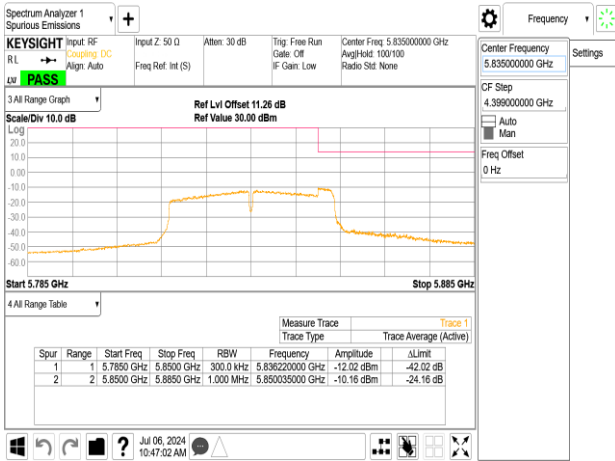 Spectrum Analyzer 1
Spurious Emissions
+
Frequency
Settings
KEYSIGHT
RL
LXI
PASS
Input: RF
Coupling: DC
Align: Auto
Input Z: 50 Ω
Freq Ref: Int (S)
Atten: 30 dB
Trig: Free Run
Gate: Off
IF Gain: Low
Center Freq: 5.835000000 GHz
Avg|Hold: 100/100
Radio Std: None
Center Frequency
5.835000000 GHz
CF Step
4.399000000 GHz
Auto
Man
Freq Offset
0 Hz
3 All Range Graph
Scale/Div 10.0 dB
Ref Lvl Offset 11.26 dB
Ref Value 30.00 dBm
Log
20.0
10.0
0.00
-10.0
-20.0
-30.0
-40.0
-50.0
-60.0
Start 5.785 GHz
Stop 5.885 GHz
4 All Range Table
Measure Trace Trace 1
Trace Type Trace Average (Active)
Spur Range Start Freq Stop Freq RBW Frequency Amplitude ΔLimit
1 1 5.7850 GHz 5.8500 GHz 300.0 kHz 5.836220000 GHz -12.02 dBm -42.02 dB
2 2 5.8500 GHz 5.8850 GHz 1.000 MHz 5.850035000 GHz -10.16 dBm -24.16 dB
?
Jul 06, 2024
10:47:02 AM